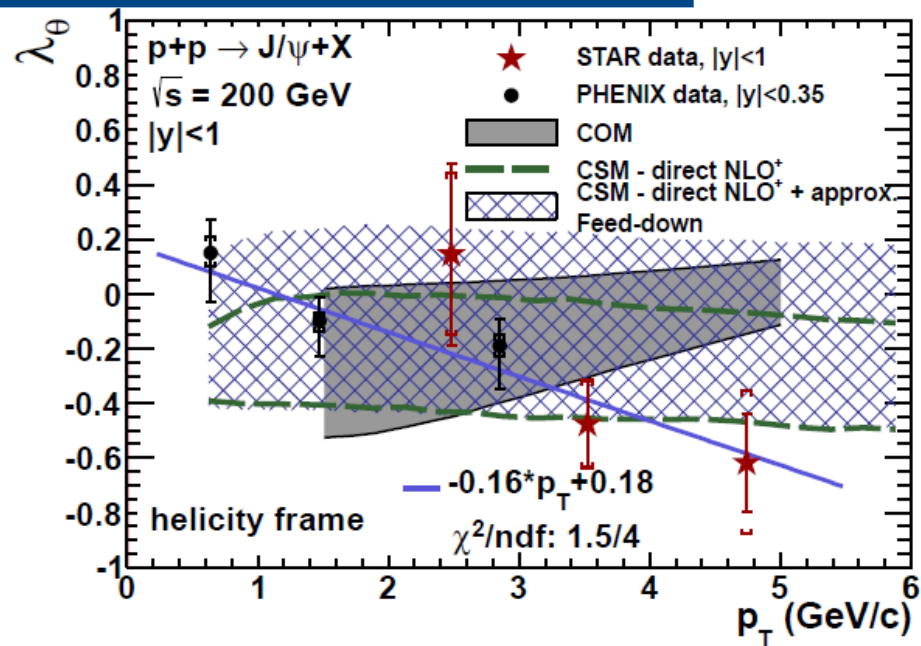 λθ
1
0.8
0.6
0.4
0.2
0
-0.2
-0.4
-0.6
-0.8
-1
p+p → J/ψ+X
√s = 200 GeV
|y|<1
STAR data, |y|<1
PHENIX data, |y|<0.35
COM
CSM - direct NLO⁺
CSM - direct NLO⁺ + approx.
Feed-down
-0.16*pT+0.18
χ²/ndf: 1.5/4
helicity frame
0 1 2 3 4 5 6
pT (GeV/c)